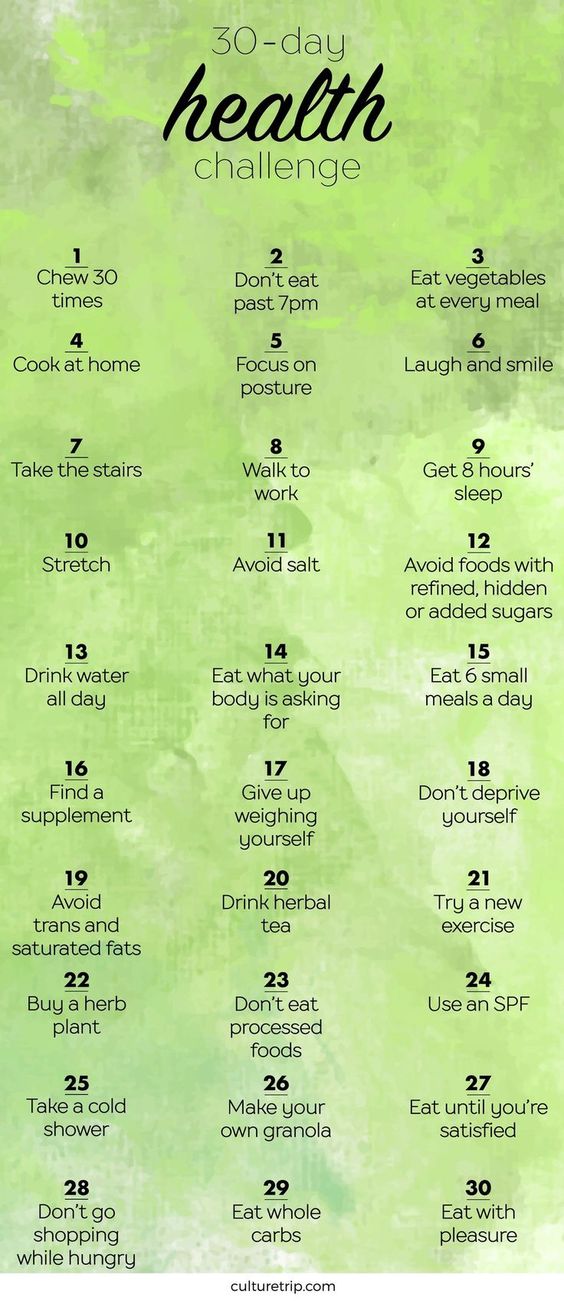 30-day
health
challenge
1
Chew 30
times
2
Don't eat
past 7pm
3
Eat vegetables
at every meal
4
Cook at home
5
Focus on
posture
6
Laugh and smile
7
Take the stairs
8
Walk to
work
9
Get 8 hours'
sleep
10
Stretch
11
Avoid salt
12
Avoid foods with
refined, hidden
or added sugars
13
Drink water
all day
14
Eat what your
body is asking
for
15
Eat 6 small
meals a day
16
Find a
supplement
17
Give up
weighing
yourself
18
Don't deprive
yourself
19
Avoid
trans and
saturated fats
20
Drink herbal
tea
21
Try a new
exercise
22
Buy a herb
plant
23
Don't eat
processed
foods
24
Use an SPF
25
Take a cold
shower
26
Make your
own granola
27
Eat until you're
satisfied
28
Don't go
shopping
while hungry
29
Eat whole
carbs
30
Eat with
pleasure
culturetrip.com